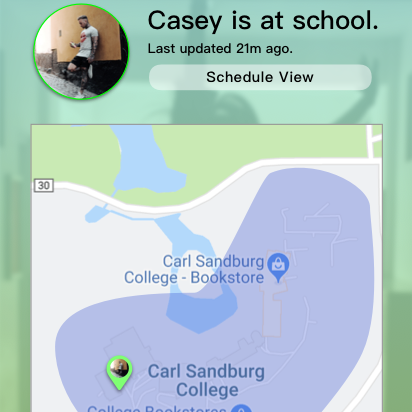 Casey is at school.
Last updated 21m ago.
Schedule View
30
Carl Sandburg
College - Bookstore
Carl Sandburg
College
College Bookstores